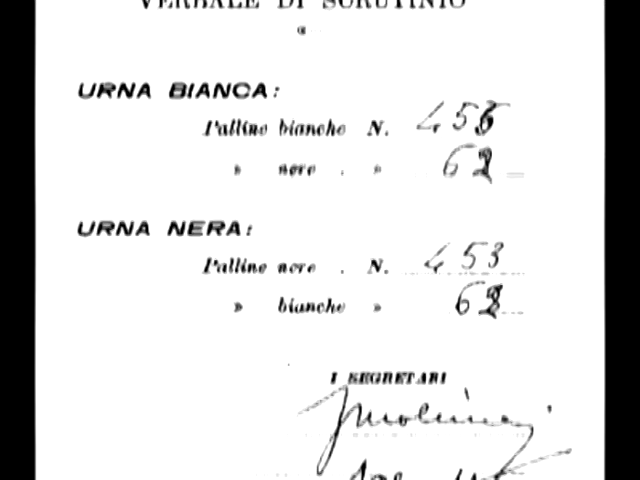 VERBALE DI SCRUTINIO
URNA BIANCA:
Palline bianche N. 455
» nere . » 62
URNA NERA:
Palline nere . N. 453
» bianche » 62
I SEGRETARI